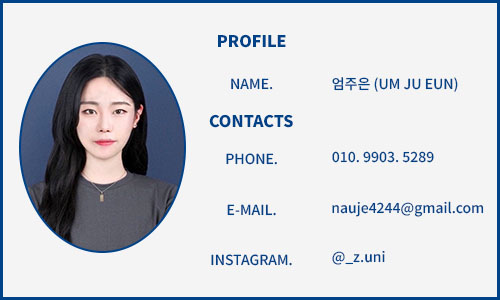 PROFILE
NAME. 엄주은 (UM JU EUN)
CONTACTS
PHONE. 010. 9903. 5289
E-MAIL. nauje4244@gmail.com
INSTAGRAM. @_z.uni